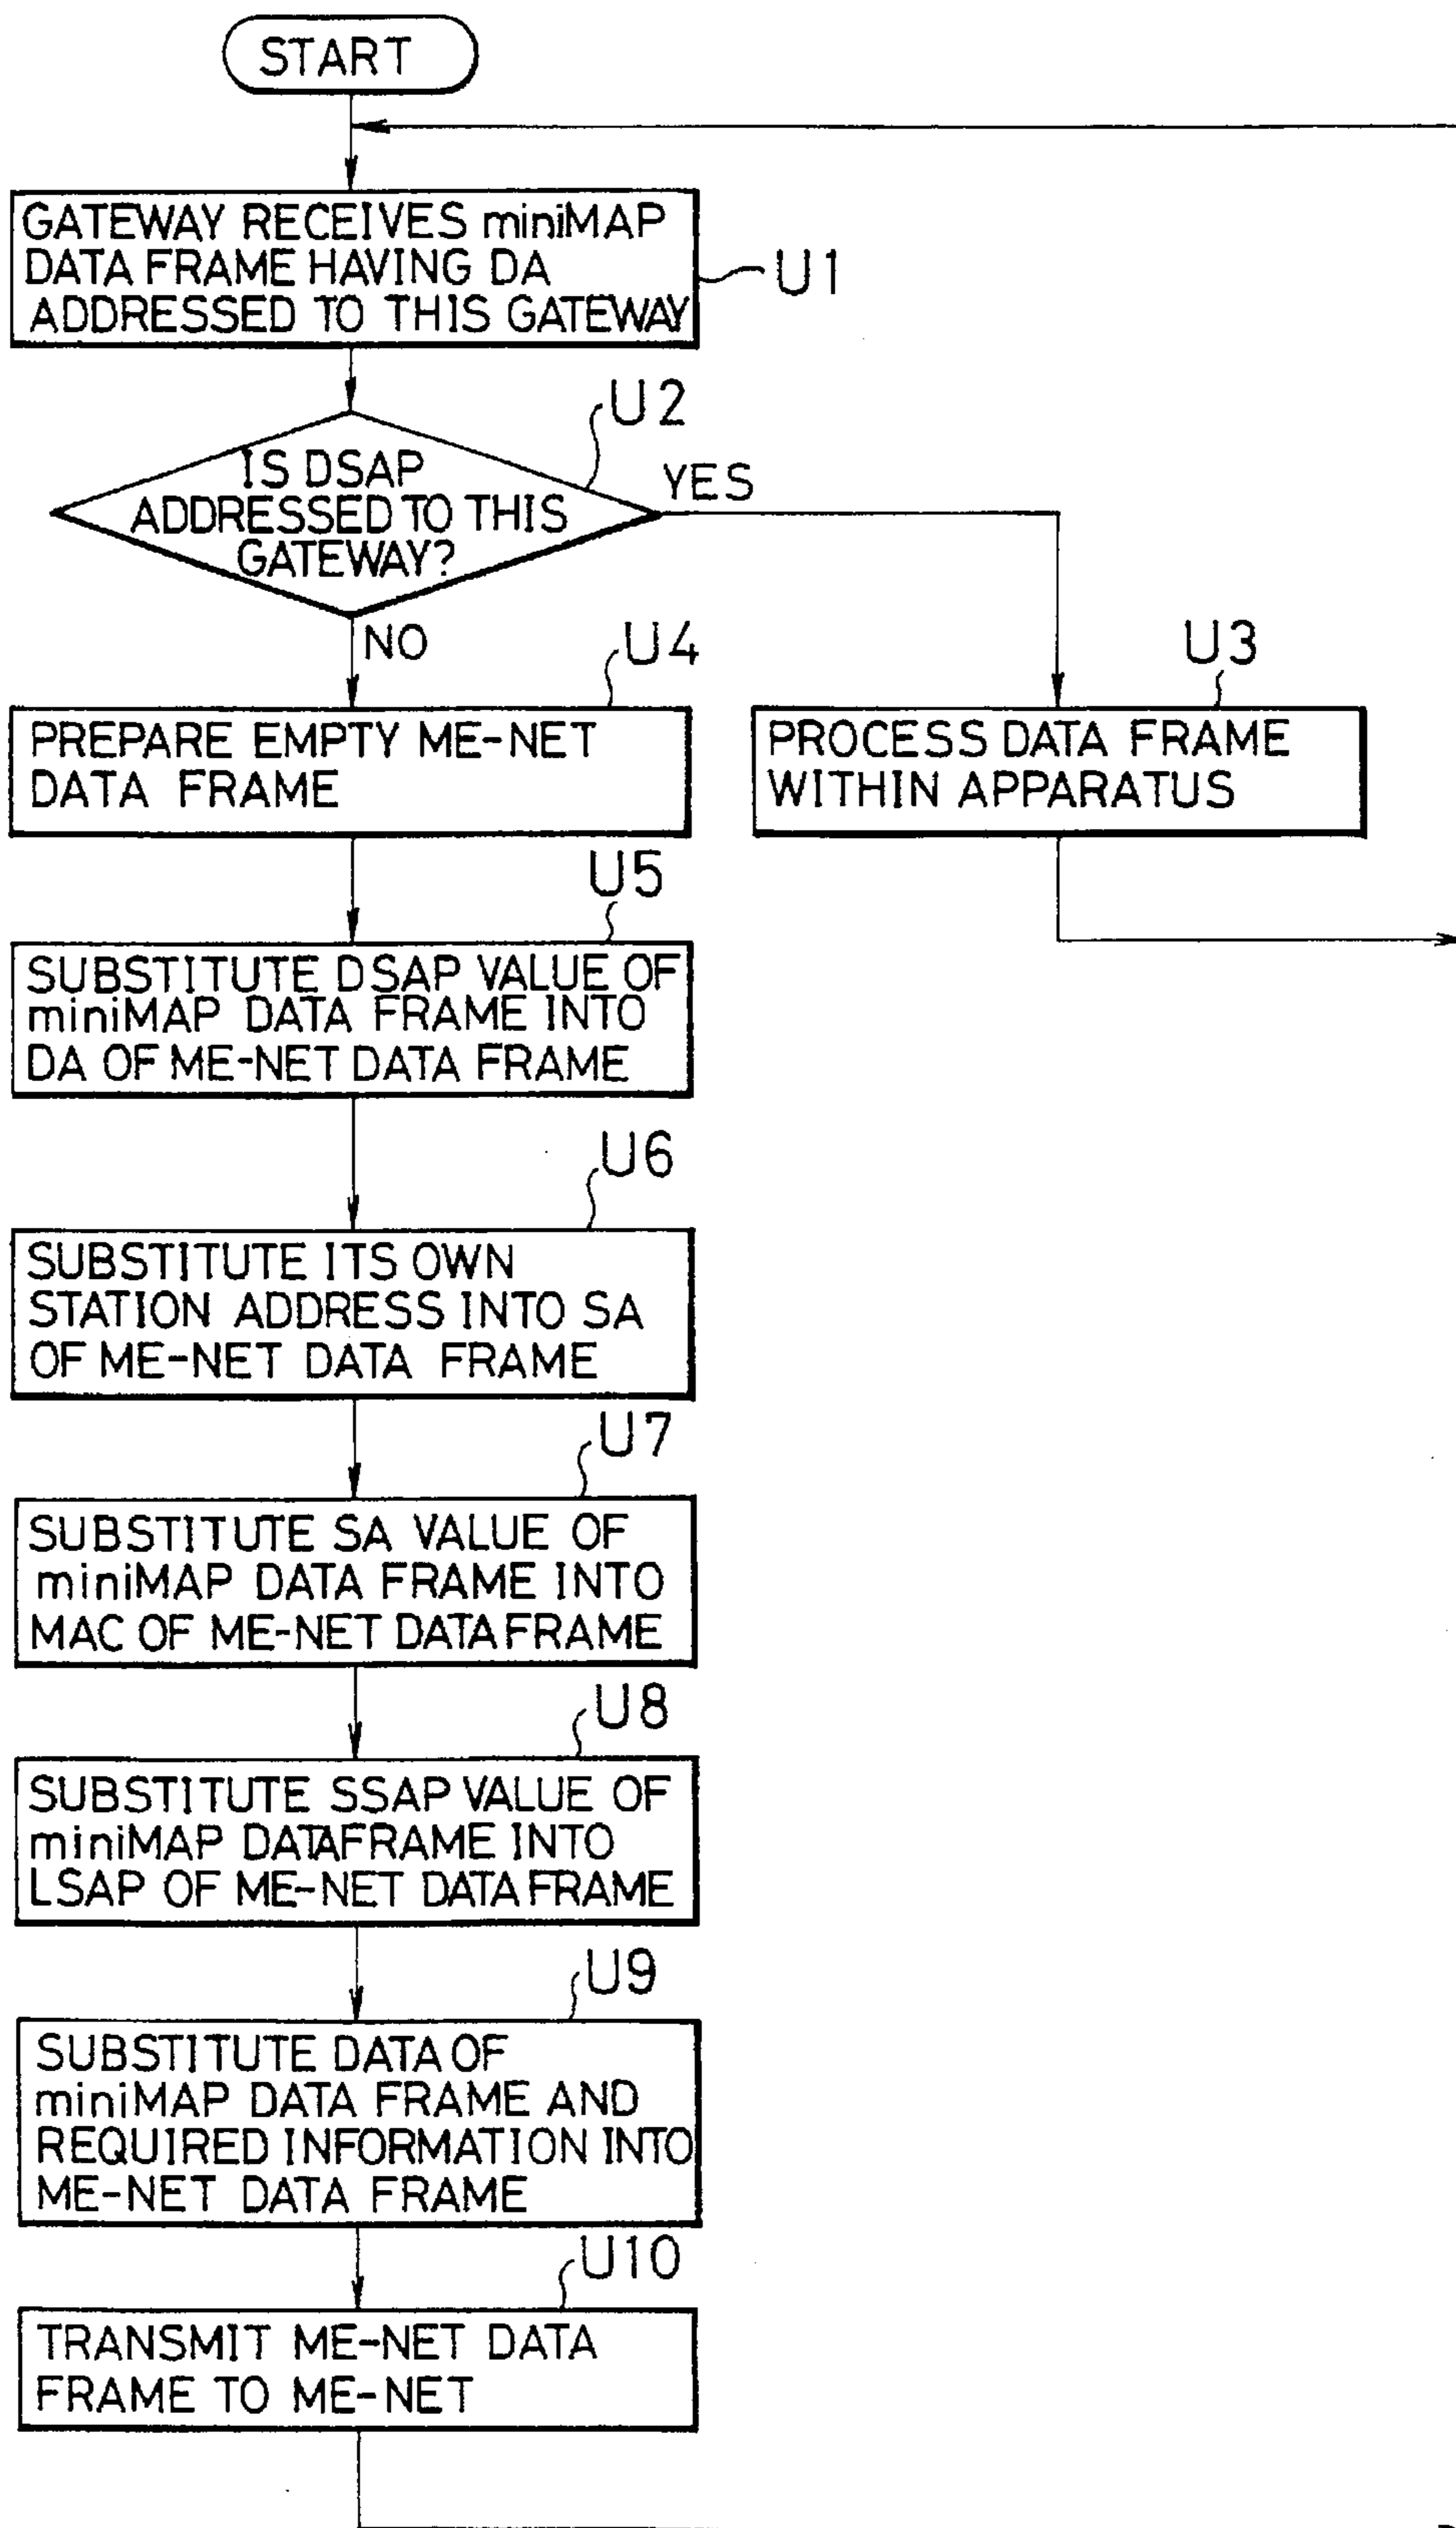 START
GATEWAY RECEIVES miniMAP
DATA FRAME HAVING DA
ADDRESSED TO THIS GATEWAY
U1
U2
IS DSAP
ADDRESSED TO THIS
GATEWAY?
YES
NO
U4
PREPARE EMPTY ME-NET
DATA FRAME
U3
PROCESS DATA FRAME
WITHIN APPARATUS
U5
SUBSTITUTE DSAP VALUE OF
miniMAP DATA FRAME INTO
DA OF ME-NET DATA FRAME
U6
SUBSTITUTE ITS OWN
STATION ADDRESS INTO SA
OF ME-NET DATA FRAME
U7
SUBSTITUTE SA VALUE OF
miniMAP DATA FRAME INTO
MAC OF ME-NET DATA FRAME
U8
SUBSTITUTE SSAP VALUE OF
miniMAP DATA FRAME INTO
LSAP OF ME-NET DATA FRAME
U9
SUBSTITUTE DATA OF
miniMAP DATA FRAME AND
REQUIRED INFORMATION INTO
ME-NET DATA FRAME
U10
TRANSMIT ME-NET DATA
FRAME TO ME-NET